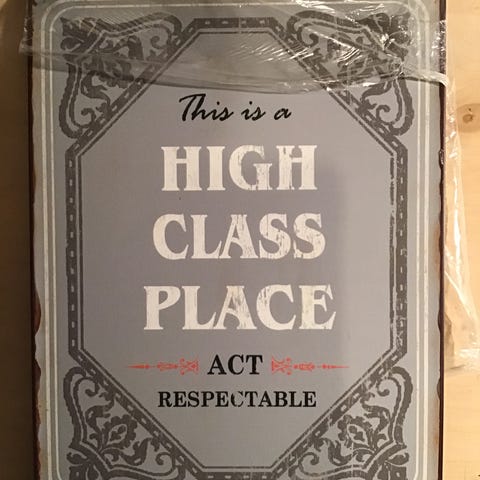 This is a
HIGH
CLASS
PLACE
ACT
RESPECTABLE